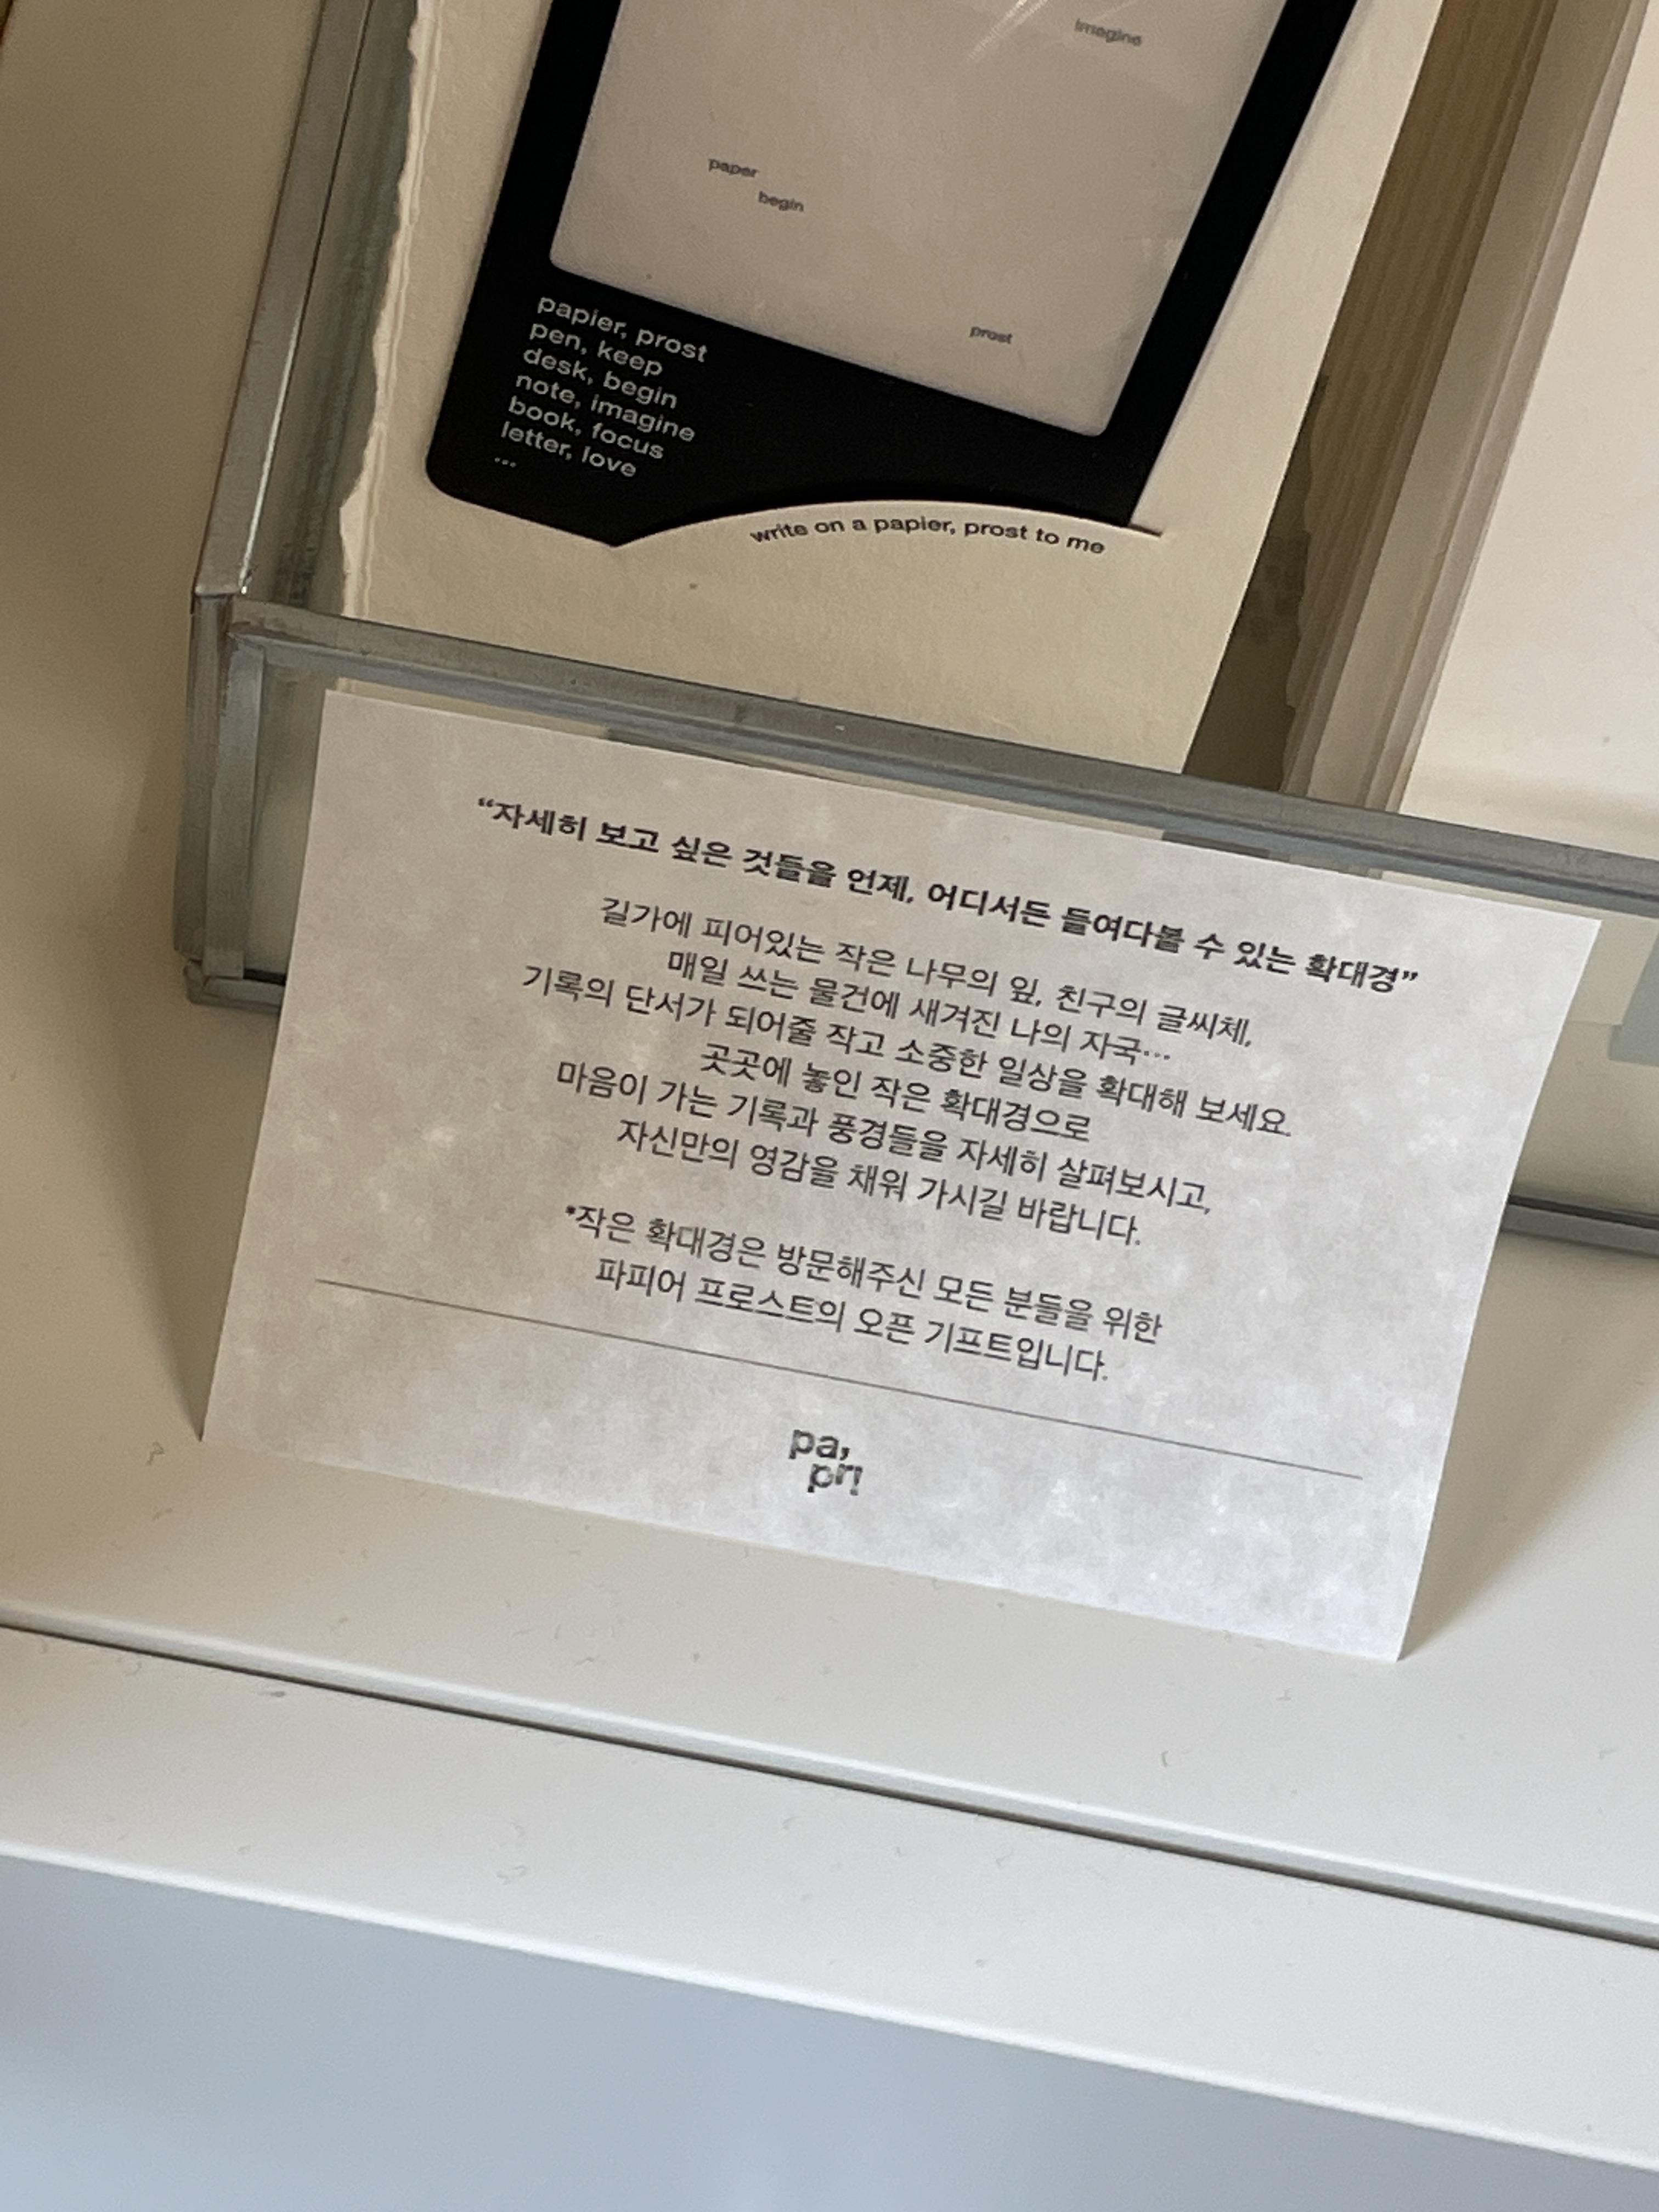 imagine
paper
begin
prost
papier, prost
pen, keep
desk, begin
note, imagine
book, focus
letter, love
...
write on a papier, prost to me
“자세히 보고 싶은 것들을 언제, 어디서든 들여다볼 수 있는 확대경”
길가에 피어있는 작은 나무의 잎, 친구의 글씨체,
매일 쓰는 물건에 새겨진 나의 자국…
기록의 단서가 되어줄 작고 소중한 일상을 확대해 보세요.
곳곳에 놓인 작은 확대경으로
마음이 가는 기록과 풍경들을 자세히 살펴보시고,
자신만의 영감을 채워 가시길 바랍니다.
*작은 확대경은 방문해주신 모든 분들을 위한
파피어 프로스트의 오픈 기프트입니다.
pa,
pr!